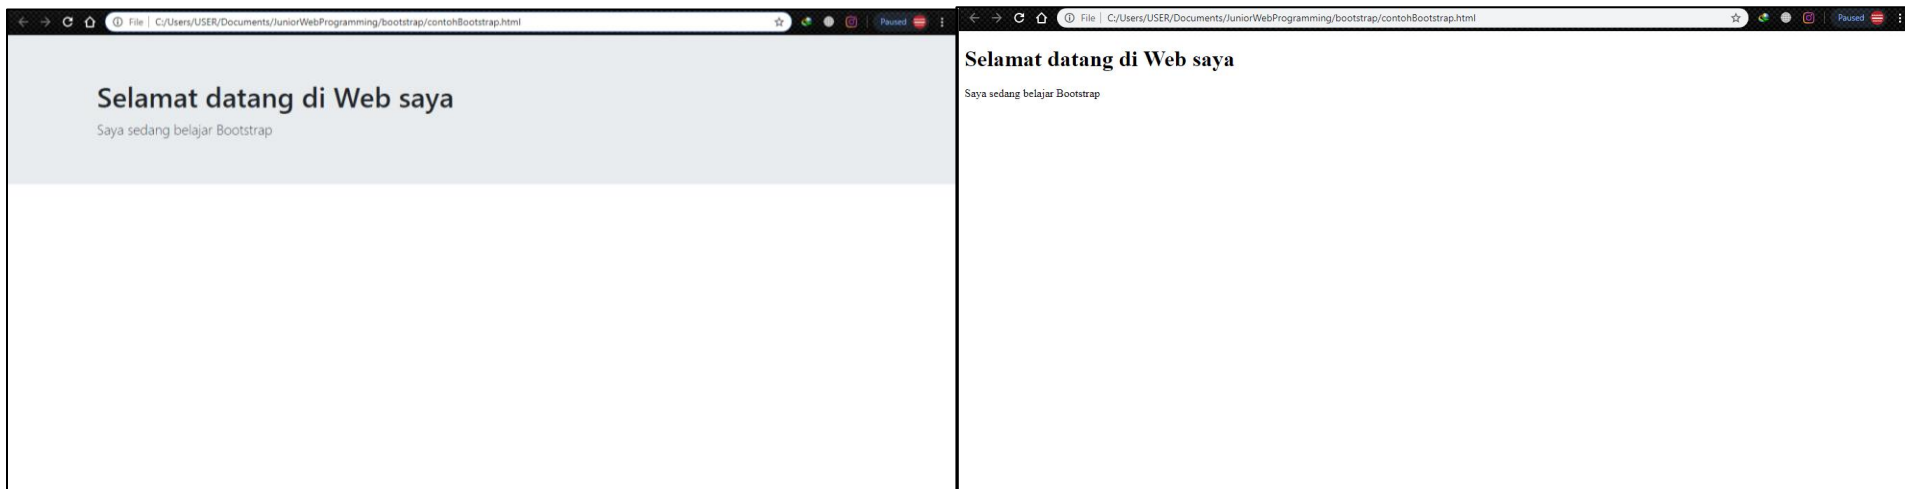 File | C:/Users/USER/Documents/JuniorWebProgramming/bootstrap/contohBootstrap.html
Paused
Selamat datang di Web saya
Saya sedang belajar Bootstrap
File | C:/Users/USER/Documents/JuniorWebProgramming/bootstrap/contohBootstrap.html
Paused
Selamat datang di Web saya
Saya sedang belajar Bootstrap